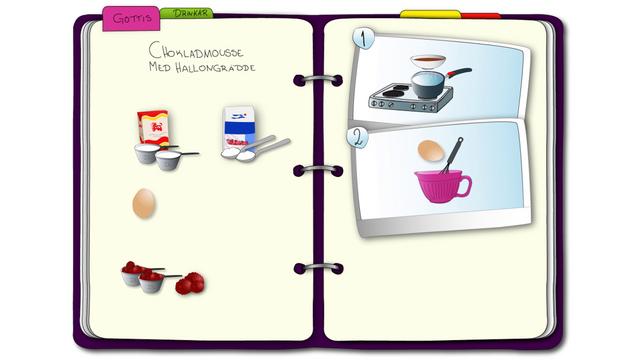 GOTTIS
DRINKAR
CHOKLADMOUSSE
MED HALLONGRÄDDE
1
2